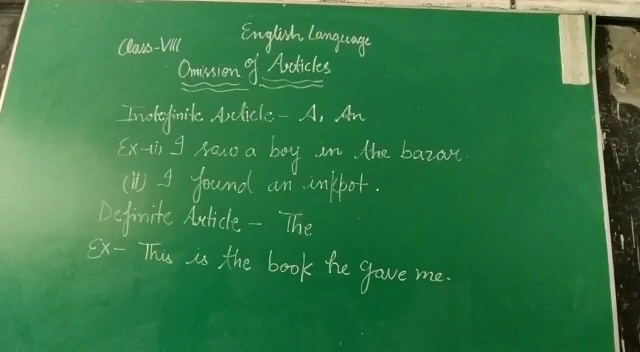 English Language
Class-VIII
Omission of Articles
Indefinite Article - A, An
Ex-(i) I saw a boy in the bazar.
(ii) I found an inkpot.
Definite Article - The
Ex- This is the book he gave me.